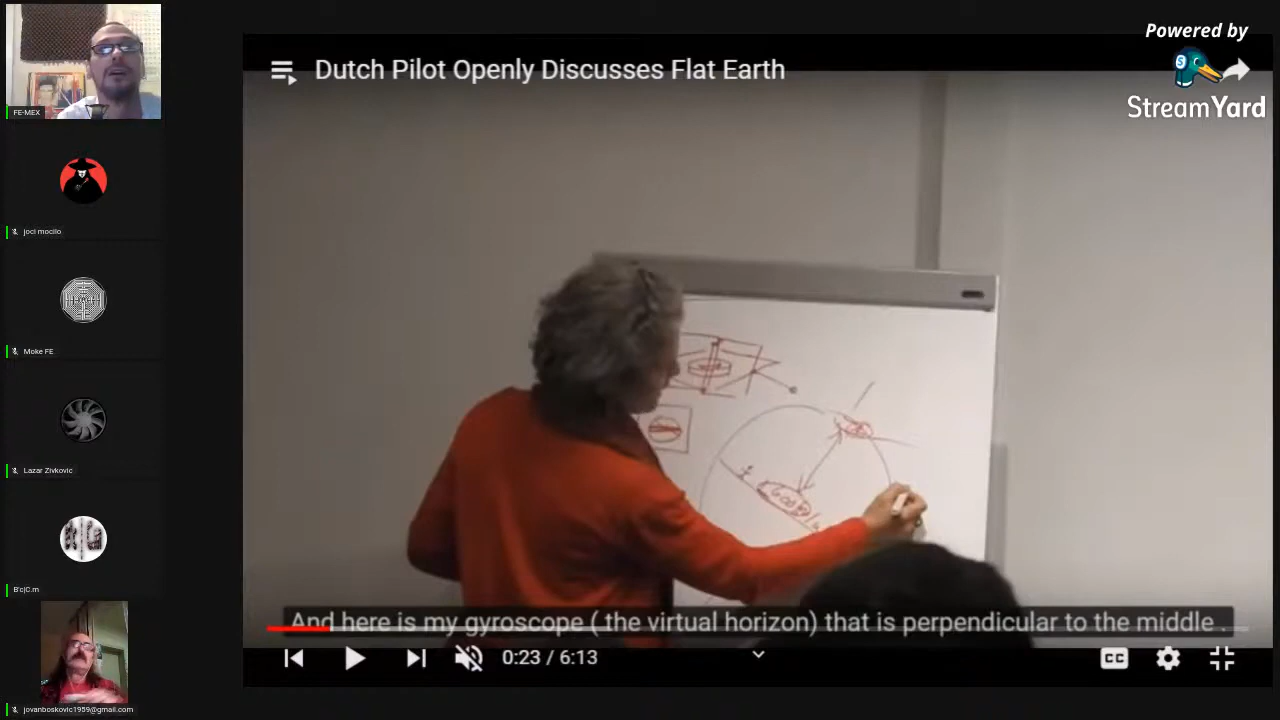 Powered by
StreamYard
Dutch Pilot Openly Discusses Flat Earth
FE-MEX
joci mocilo
Moke FE
Lazar Zivkovic
B'c|C.m
jovanboskovic1959@gmail.com
And here is my gyroscope ( the virtual horizon) that is perpendicular to the middle .
0:23 / 6:13
CC